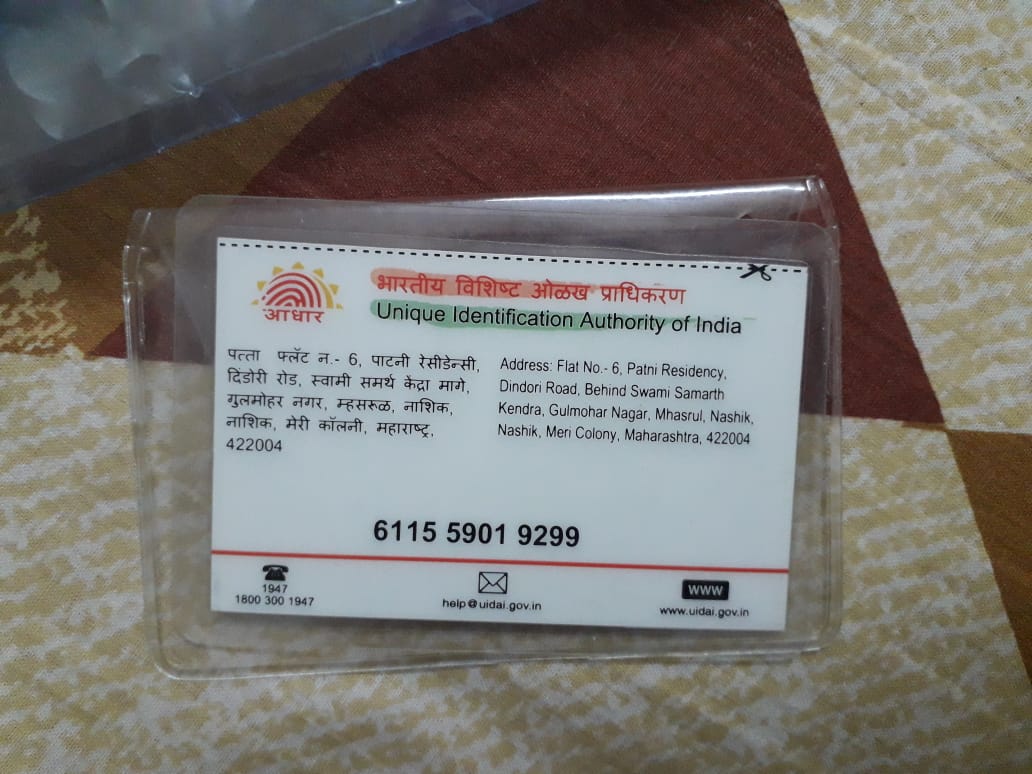 आधार
भारतीय विशिष्ट ओळख प्राधिकरण
Unique Identification Authority of India
पत्ता फ्लॅट न.- 6, पाटनी रेसीडेन्सी,
दिंडोरी रोड, स्वामी समर्थ केंद्रा मागे,
गुलमोहर नगर, म्हसरूळ, नाशिक,
नाशिक, मेरी कॉलनी, महाराष्ट्र,
422004
Address: Flat No.- 6, Patni Residency,
Dindori Road, Behind Swami Samarth
Kendra, Gulmohar Nagar, Mhasrul, Nashik,
Nashik, Meri Colony, Maharashtra, 422004
6115 5901 9299
1947
1800 300 1947
help@uidai.gov.in
www
www.uidai.gov.in